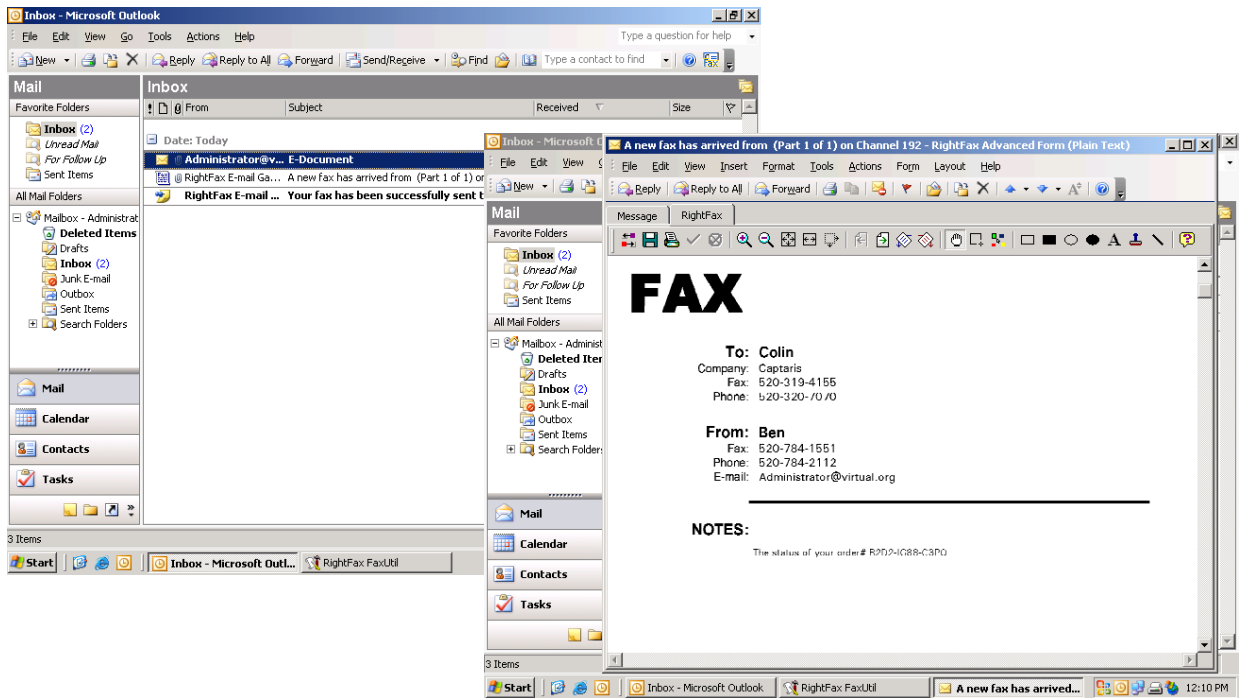 Inbox - Microsoft Outlook
File Edit View Go Tools Actions Help Type a question for help
New Reply Reply to All Forward Send/Receive Find Type a contact to find Fax
Mail Inbox
Favorite Folders From Subject Received Size
Inbox (2)
Unread Mail
For Follow Up
Sent Items
All Mail Folders
Mailbox - Administrat
Deleted Items
Drafts
Inbox (2)
Junk E-mail
Outbox
Sent Items
Search Folders
Mail
Calendar
Contacts
Tasks
3 Items
Date: Today
Administrator@v... E-Document
RightFax E-mail Ga... A new fax has arrived from (Part 1 of 1) or
RightFax E-mail ... Your fax has been successfully sent t
Start Inbox - Microsoft Outl... RightFax FaxUtil
Inbox - Microsoft O
File Edit View
New
Mail
Favorite Folders
Inbox (2)
Unread Mail
For Follow Up
Sent Items
All Mail Folders
Mailbox - Administ
Deleted Iter
Drafts
Inbox (2)
Junk E-mail
Outbox
Sent Items
Search Folders
Mail
Calendar
Contacts
Tasks
3 Items
A new fax has arrived from (Part 1 of 1) on Channel 192 - RightFax Advanced Form (Plain Text)
File Edit View Insert Format Tools Actions Form Layout Help
Reply Reply to All Forward
Message RightFax
FAX
To: Colin
Company: Captaris
Fax: 520-319-4155
Phone: 520-320-7070
From: Ben
Fax: 520-784-1551
Phone: 520-784-2112
E-mail: Administrator@virtual.org
NOTES:
The status of your order# R2D2-IG88-C3PO
Start Inbox - Microsoft Outlook RightFax FaxUtil A new fax has arrived... 12:10 PM